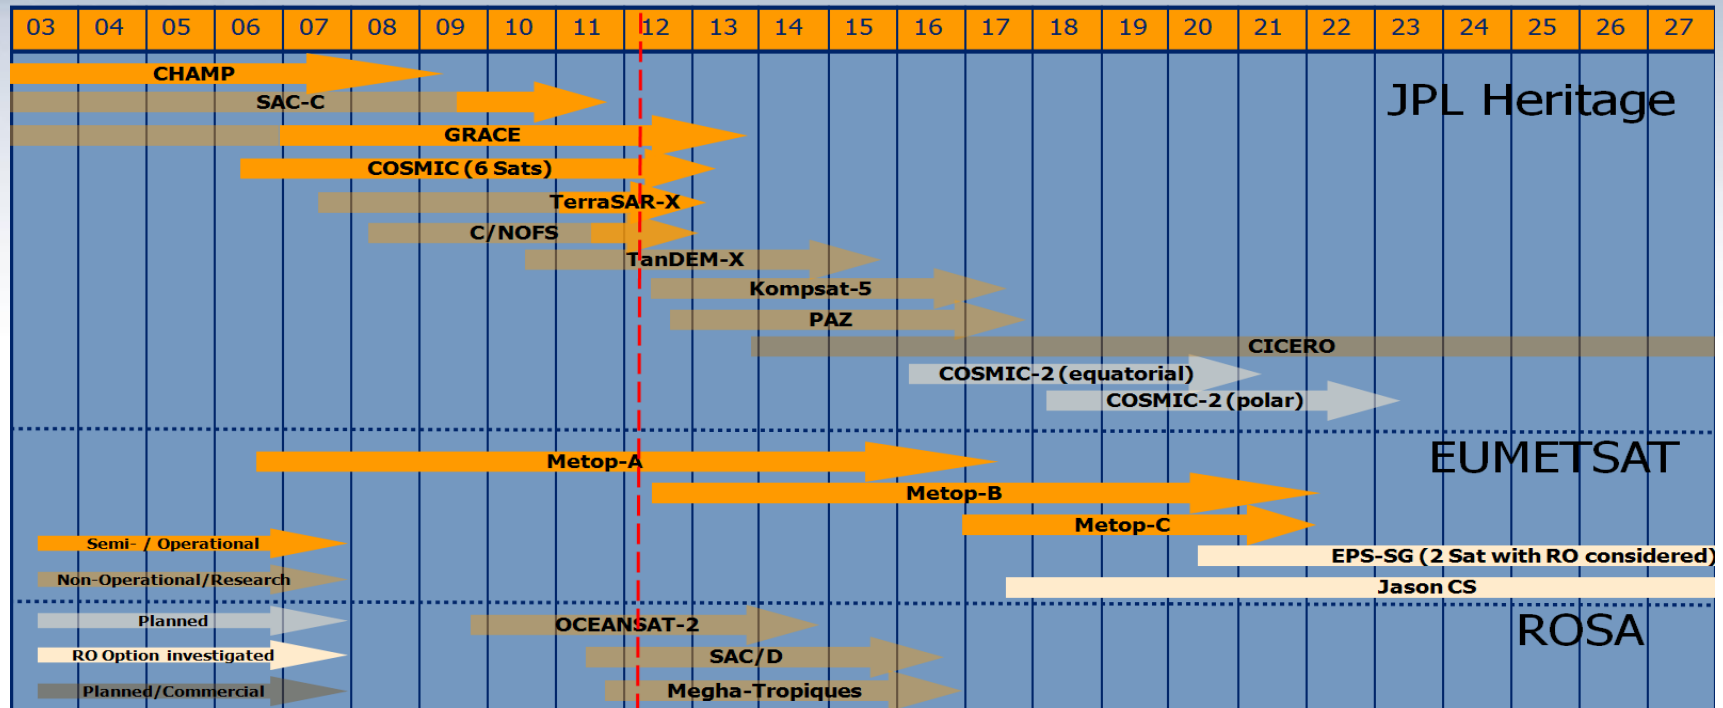 03 04 05 06 07 08 09 10 11 12 13 14 15 16 17 18 19 20 21 22 23 24 25 26 27
CHAMP
JPL Heritage
SAC-C
GRACE
COSMIC (6 Sats)
TerraSAR-X
C/NOFS
TanDEM-X
Kompsat-5
PAZ
CICERO
COSMIC-2 (equatorial)
COSMIC-2 (polar)
EUMETSAT
Metop-A
Metop-B
Metop-C
Semi- / Operational
EPS-SG (2 Sat with RO considered)
Non-Operational/Research
Jason CS
Planned
OCEANSAT-2
ROSA
RO Option investigated
SAC/D
Planned/Commercial
Megha-Tropiques